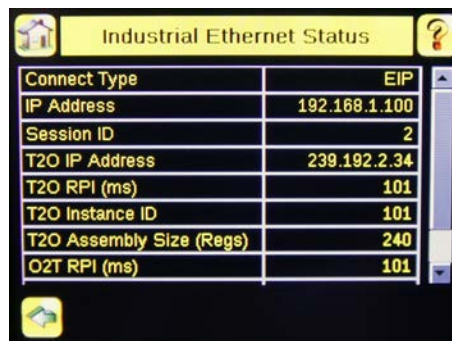 Industrial Ethernet Status
?
Connect Type EIP
IP Address 192.168.1.100
Session ID 2
T2O IP Address 239.192.2.34
T2O RPI (ms) 101
T2O Instance ID 101
T2O Assembly Size (Regs) 240
O2T RPI (ms) 101